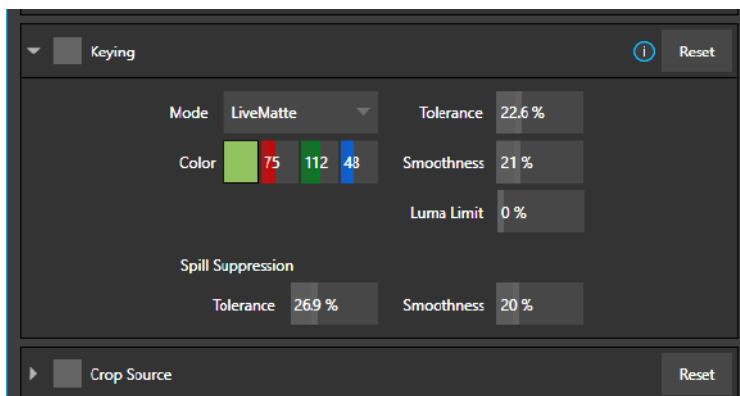 Keying i Reset
Mode LiveMatte Tolerance 22.6 %
Color 75 112 48 Smoothness 21 %
Luma Limit 0 %
Spill Suppression
Tolerance 26.9 % Smoothness 20 %
Crop Source Reset